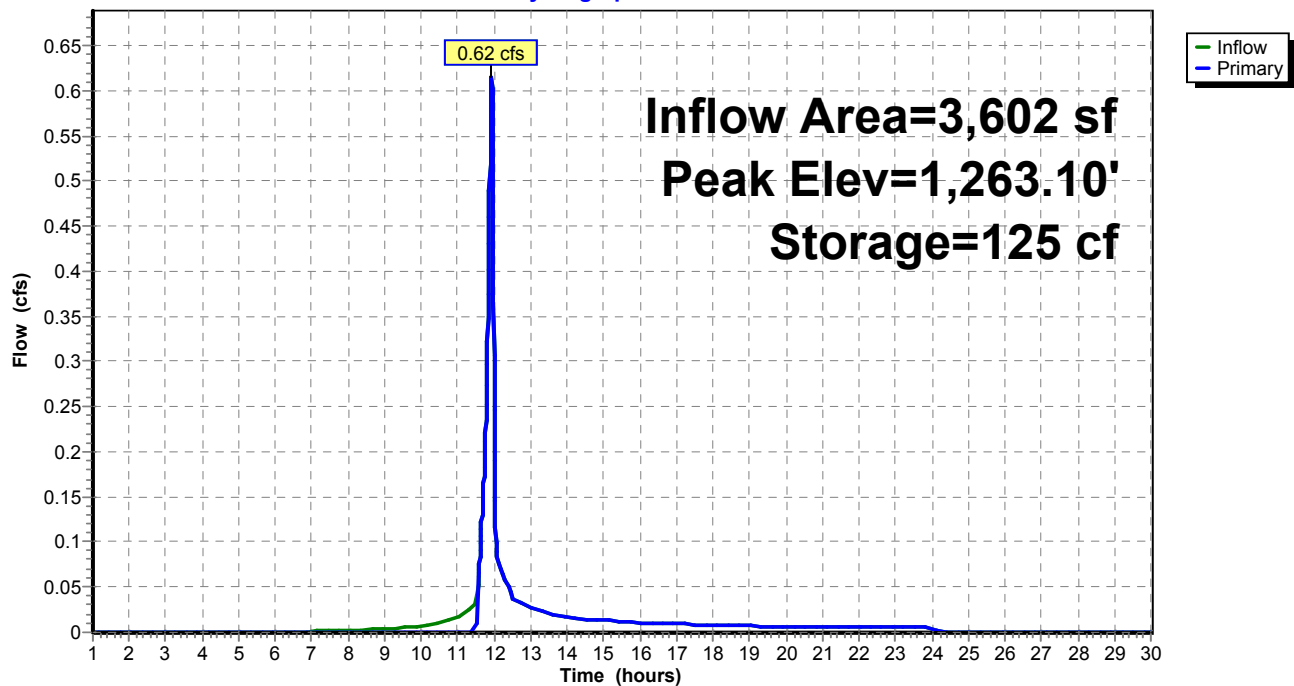 0.62 cfs
Inflow
Primary
Inflow Area=3,602 sf
Peak Elev=1,263.10'
Storage=125 cf
Flow (cfs)
0.65
0.6
0.55
0.5
0.45
0.4
0.35
0.3
0.25
0.2
0.15
0.1
0.05
0
1 2 3 4 5 6 7 8 9 10 11 12 13 14 15 16 17 18 19 20 21 22 23 24 25 26 27 28 29 30
Time (hours)